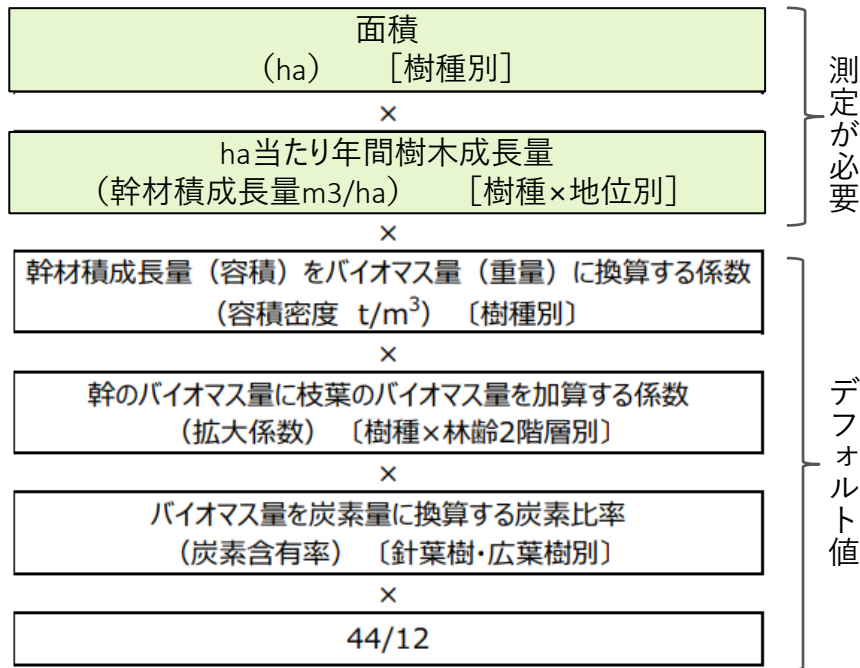 面積
(ha) [樹種別]
×
ha当たり年間樹木成長量
(幹材積成長量m3/ha) [樹種×地位別]
×
測定が必要
幹材積成長量(容積)をバイオマス量(重量)に換算する係数
(容積密度 t/m³) 〔樹種別〕
×
幹のバイオマス量に枝葉のバイオマス量を加算する係数
(拡大係数) 〔樹種×林齢2階層別〕
×
バイオマス量を炭素量に換算する炭素比率
(炭素含有率) 〔針葉樹・広葉樹別〕
×
44/12
デフォルト値